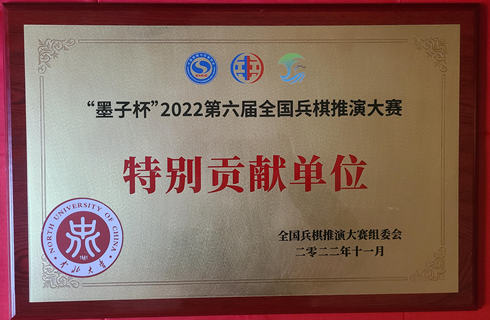 “墨子杯”2022第六届全国兵棋推演大赛
特别贡献单位
全国兵棋推演大赛组委会
二零二二年十一月
NORTH UNIVERSITY OF CHINA
1941
中北大学